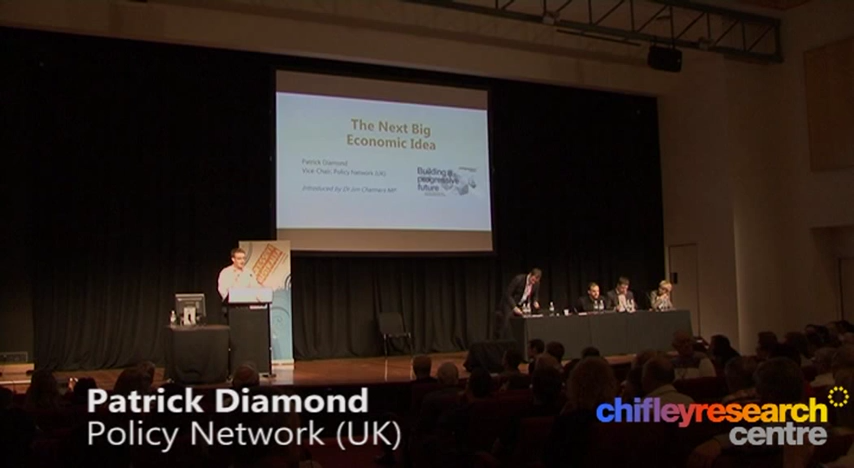 The Next Big
Economic Idea
Patrick Diamond
Vice Chair, Policy Network (UK)
Introduced by Dr Jim Chalmers MP
Building a
progressive
future
Patrick Diamond
Policy Network (UK)
chifleyresearch
centre